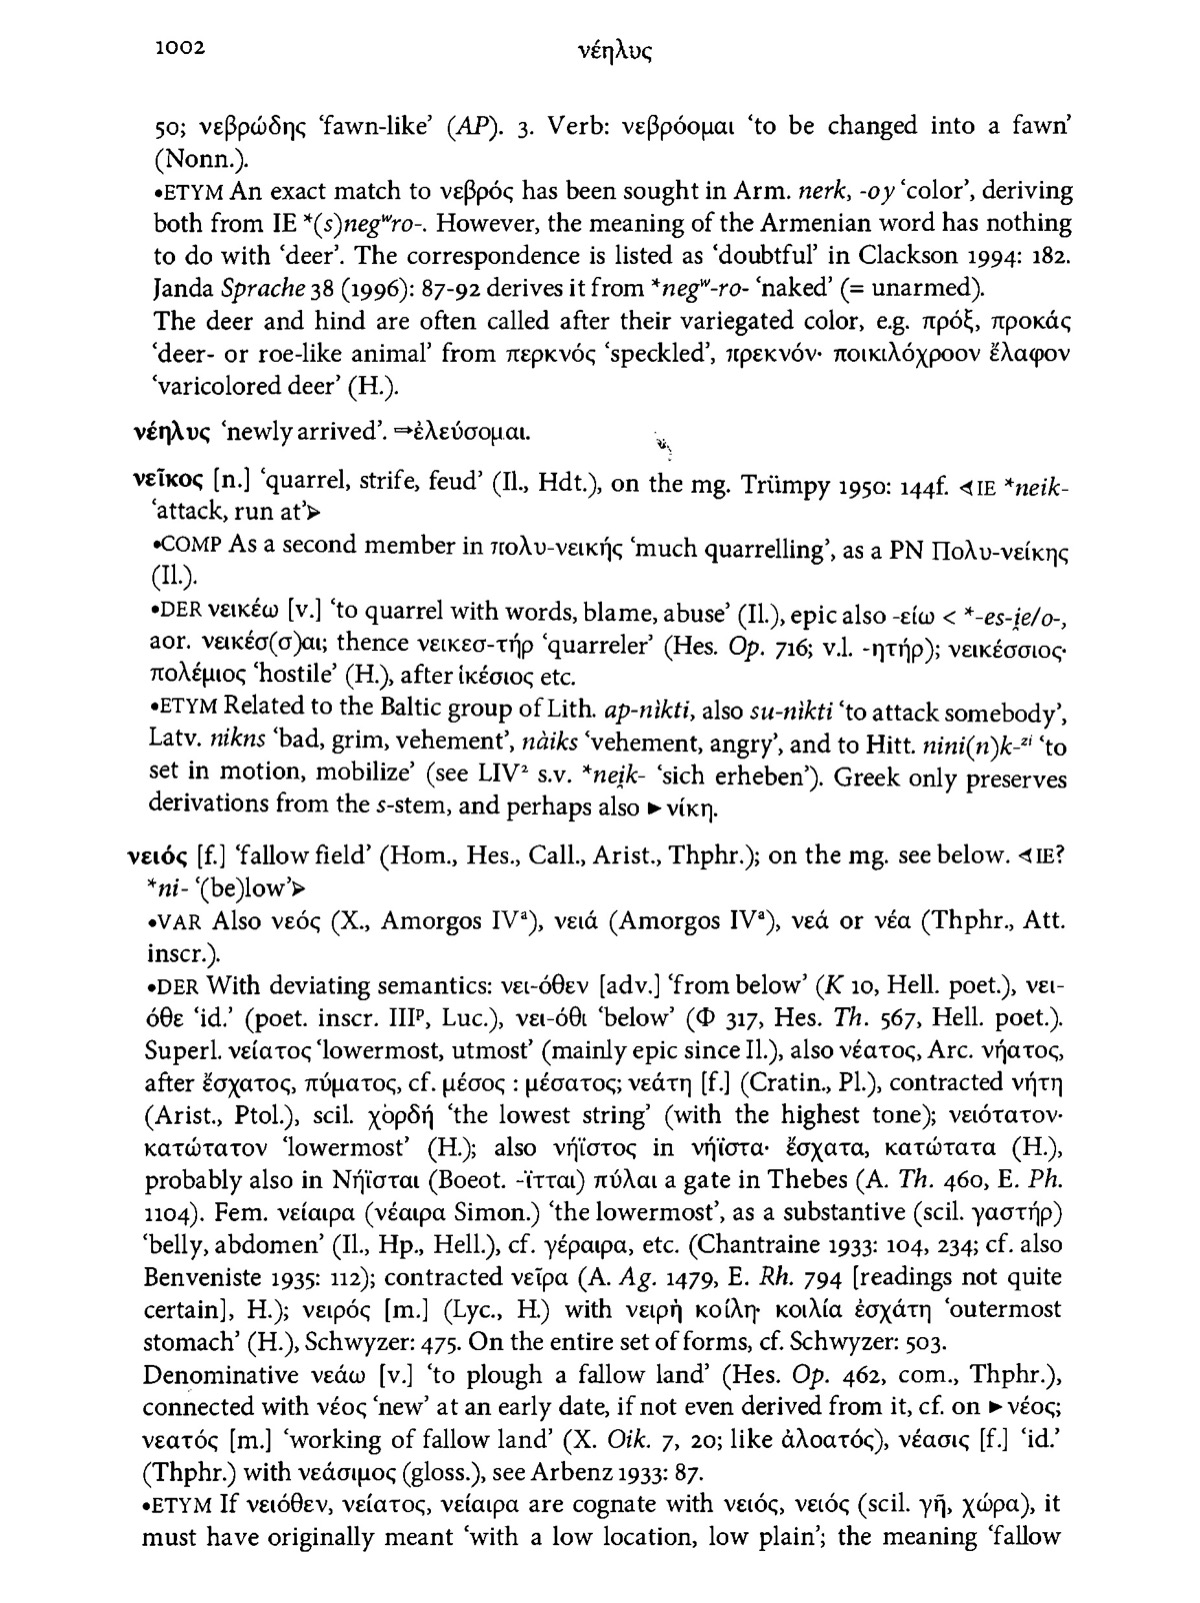 1002
νέηλυς
50; νεβρώδης ‘fawn-like’ (AP). 3. Verb: νεβρόομαι ‘to be changed into a fawn’
(Nonn.).
•ETYM An exact match to νεβρός has been sought in Arm. nerk, -oy ‘color’, deriving
both from IE *(s)negʷro-. However, the meaning of the Armenian word has nothing
to do with ‘deer’. The correspondence is listed as ‘doubtful’ in Clackson 1994: 182.
Janda Sprache 38 (1996): 87-92 derives it from *negʷ-ro- ‘naked’ (= unarmed).
The deer and hind are often called after their variegated color, e.g. πρόξ, προκάς
‘deer- or roe-like animal’ from περκνός ‘speckled’, πρεκνόν· ποικιλόχροον ἔλαφον
‘varicolored deer’ (H.).
νέηλυς ‘newly arrived’. ⇒ἐλεύσομαι.
νεῖκος [n.] ‘quarrel, strife, feud’ (Il., Hdt.), on the mg. Trümpy 1950: 144f. ⋖IE *neik-
‘attack, run at’⋗
•COMP As a second member in πολυ-νεικής ‘much quarrelling’, as a PN Πολυ-νείκης
(Il.).
•DER νεικέω [v.] ‘to quarrel with words, blame, abuse’ (Il.), epic also -είω < *-es-i̯e/o-,
aor. νεικέσ(σ)αι; thence νεικεσ-τήρ ‘quarreler’ (Hes. Op. 716; v.l. -ητήρ); νεικέσσιος·
πολέμιος ‘hostile’ (H.), after ἱκέσιος etc.
•ETYM Related to the Baltic group of Lith. ap-nìkti, also su-nìkti ‘to attack somebody’,
Latv. nikns ‘bad, grim, vehement’, nàiks ‘vehement, angry’, and to Hitt. nini(n)k-ᶻⁱ ‘to
set in motion, mobilize’ (see LIV² s.v. *nei̯k- ‘sich erheben’). Greek only preserves
derivations from the s-stem, and perhaps also ►νίκη.
νειός [f.] ‘fallow field’ (Hom., Hes., Call., Arist., Thphr.); on the mg. see below. ⋖IE?
*ni- ‘(be)low’⋗
•VAR Also νεός (X., Amorgos IVᵃ), νειά (Amorgos IVᵃ), νεά or νέα (Thphr., Att.
inscr.).
•DER With deviating semantics: νει-όθεν [adv.] ‘from below’ (K 10, Hell. poet.), νει-
όθε ‘id.’ (poet. inscr. IIIᵖ, Luc.), νει-όθι ‘below’ (Φ 317, Hes. Th. 567, Hell. poet.).
Superl. νείατος ‘lowermost, utmost’ (mainly epic since Il.), also νέατος, Arc. νήατος,
after ἔσχατος, πύματος, cf. μέσος : μέσατος; νεάτη [f.] (Cratin., Pl.), contracted νήτη
(Arist., Ptol.), scil. χορδή ‘the lowest string’ (with the highest tone); νειότατον·
κατώτατον ‘lowermost’ (H.); also νήϊστος in νήϊστα· ἔσχατα, κατώτατα (H.),
probably also in Νήϊσται (Boeot. -ϊτται) πύλαι a gate in Thebes (A. Th. 460, E. Ph.
1104). Fem. νείαιρα (νέαιρα Simon.) ‘the lowermost’, as a substantive (scil. γαστήρ)
‘belly, abdomen’ (Il., Hp., Hell.), cf. γέραιρα, etc. (Chantraine 1933: 104, 234; cf. also
Benveniste 1935: 112); contracted νεῖρα (A. Ag. 1479, E. Rh. 794 [readings not quite
certain], H.); νειρός [m.] (Lyc., H.) with νειρὴ κοίλη· κοιλία ἐσχάτη ‘outermost
stomach’ (H.), Schwyzer: 475. On the entire set of forms, cf. Schwyzer: 503.
Denominative νεάω [v.] ‘to plough a fallow land’ (Hes. Op. 462, com., Thphr.),
connected with νέος ‘new’ at an early date, if not even derived from it, cf. on ►νέος;
νεατός [m.] ‘working of fallow land’ (X. Oik. 7, 20; like ἀλοατός), νέασις [f.] ‘id.’
(Thphr.) with νεάσιμος (gloss.), see Arbenz 1933: 87.
•ETYM If νειόθεν, νείατος, νείαιρα are cognate with νειός, νειός (scil. γῆ, χώρα), it
must have originally meant ‘with a low location, low plain’; the meaning ‘fallow